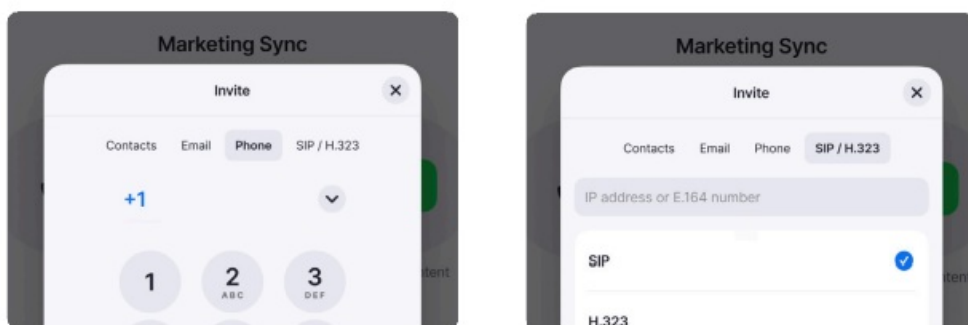 Marketing Sync
Invite
Contacts Email Phone SIP / H.323
+1
1 2 3
ABC DEF
Marketing Sync
Invite
Contacts Email Phone SIP / H.323
IP address or E.164 number
SIP
H.323